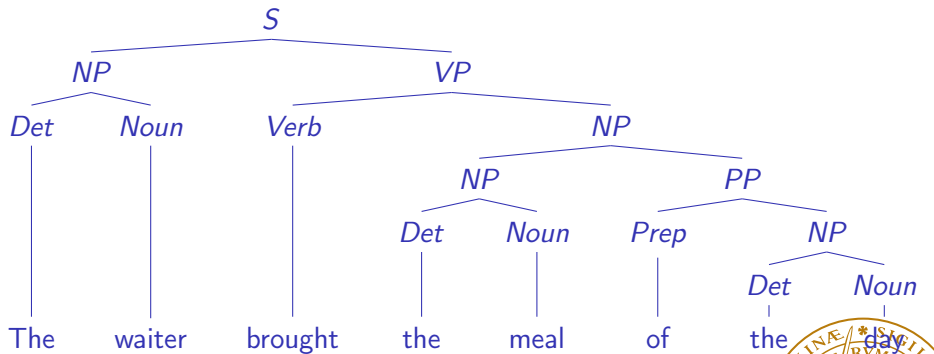 S
NP VP
Det Noun Verb NP
NP PP
Det Noun Prep NP
Det Noun
The waiter brought the meal of the day